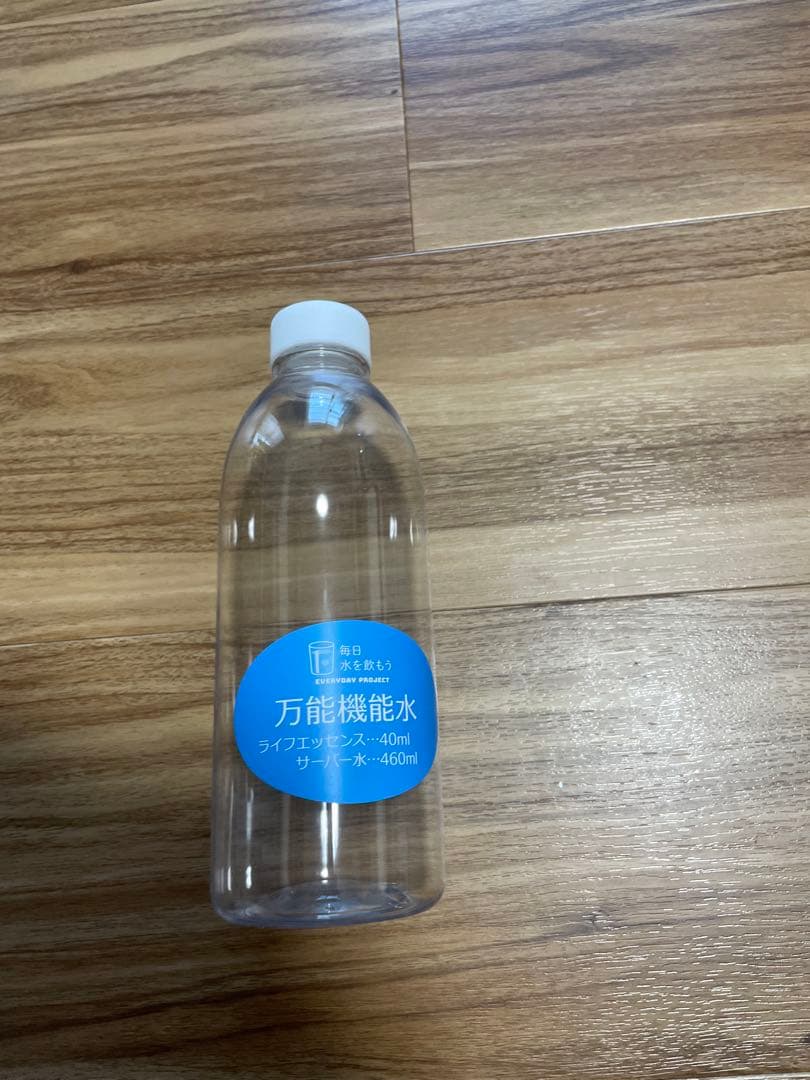 毎日
水を飲もう
EVERYDAY PROJECT
万能機能水
ライフエッセンス…40ml
サーバー水…460ml